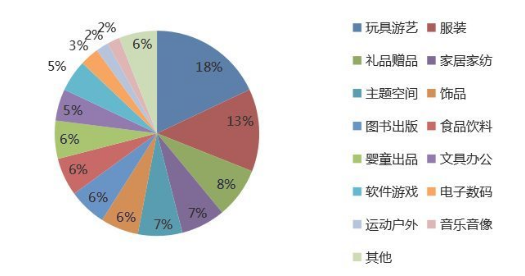 2%
2%
3%
6%
5%
18%
5%
13%
6%
6%
8%
6%
7%
6%
7%
玩具游艺 服装
礼品赠品 家居家纺
主题空间 饰品
图书出版 食品饮料
婴童出品 文具办公
软件游戏 电子数码
运动户外 音乐音像
其他